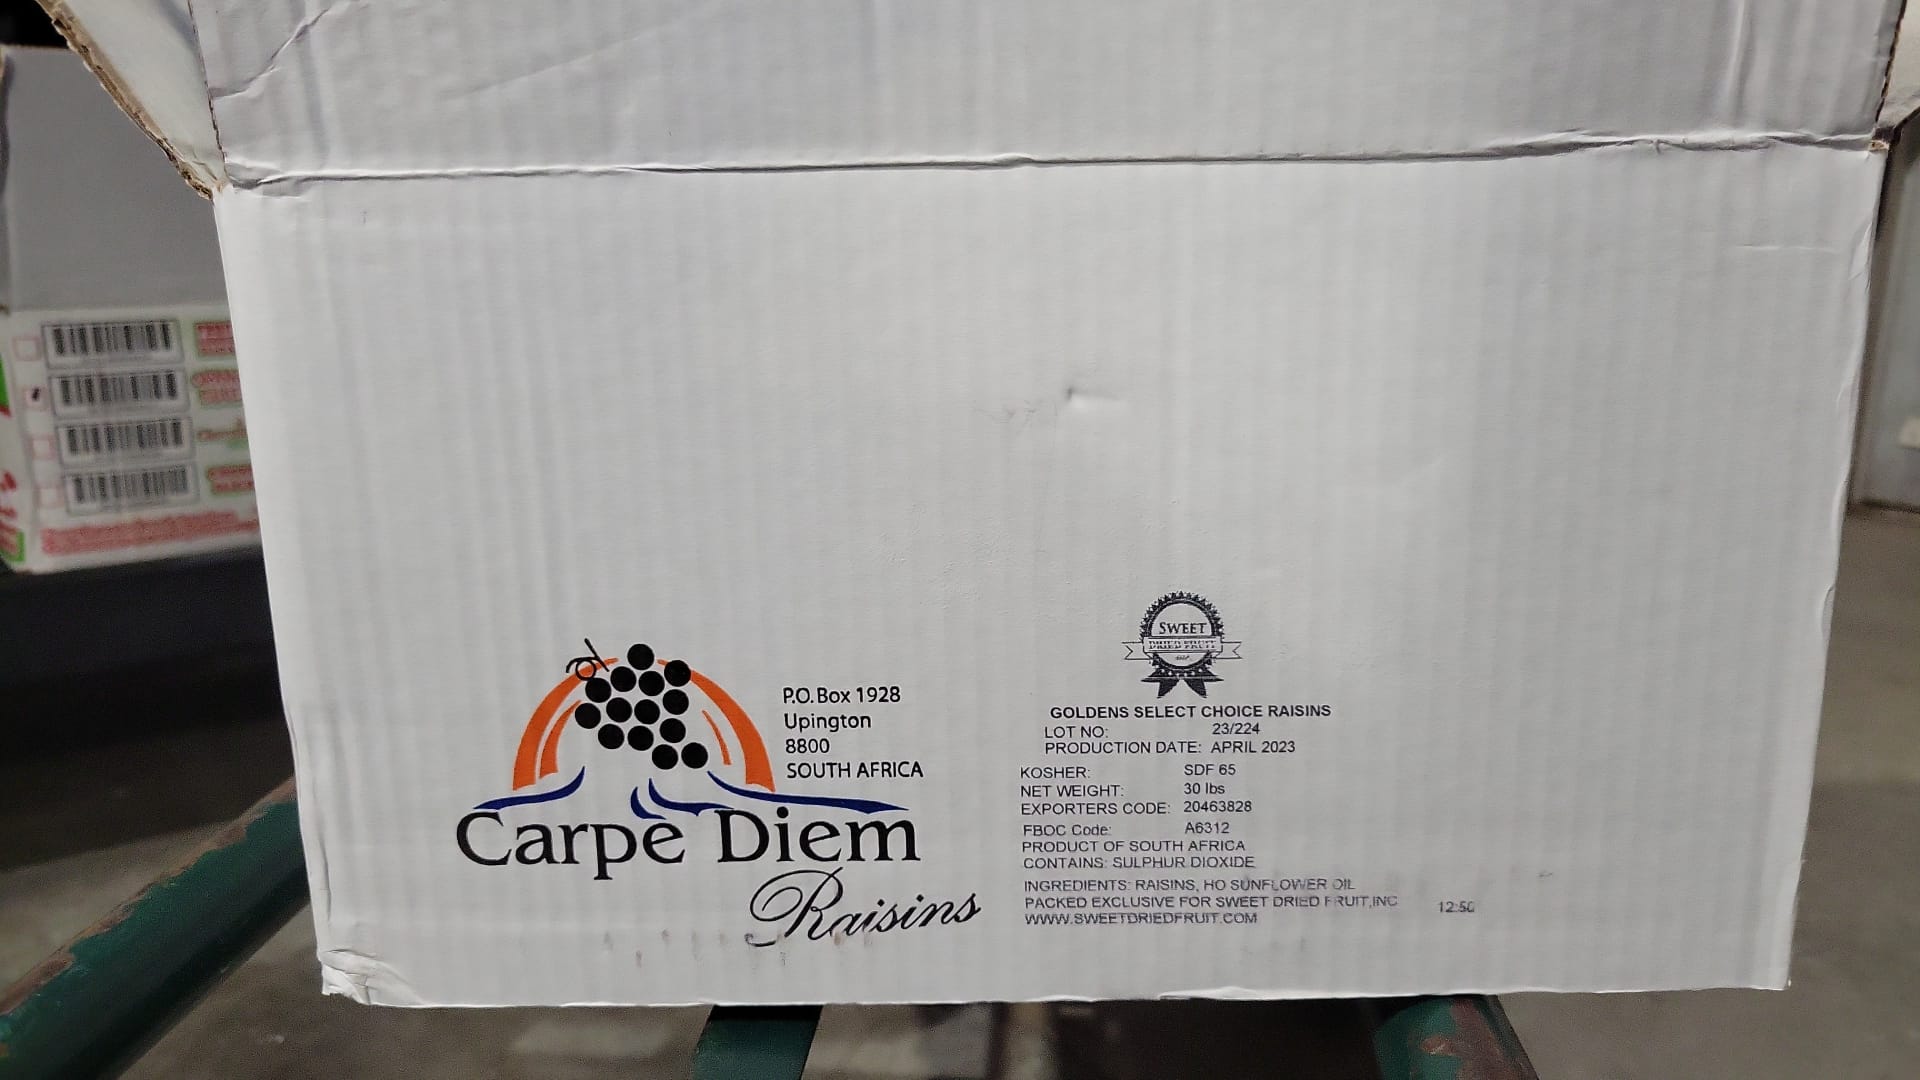 P.O. Box 1928
Upington
8800
SOUTH AFRICA
Carpe Diem
Raisins
SWEET
DRIED FRUIT
GOLDENS SELECT CHOICE RAISINS
LOT NO: 23/224
PRODUCTION DATE: APRIL 2023
KOSHER: SDF 65
NET WEIGHT: 30 lbs
EXPORTERS CODE: 20463828
FBOC Code: A6312
PRODUCT OF SOUTH AFRICA
CONTAINS: SULPHUR DIOXIDE
INGREDIENTS: RAISINS, HO SUNFLOWER OIL
PACKED EXCLUSIVE FOR SWEET DRIED FRUIT,INC
WWW.SWEETDRIEDFRUIT.COM
12:50